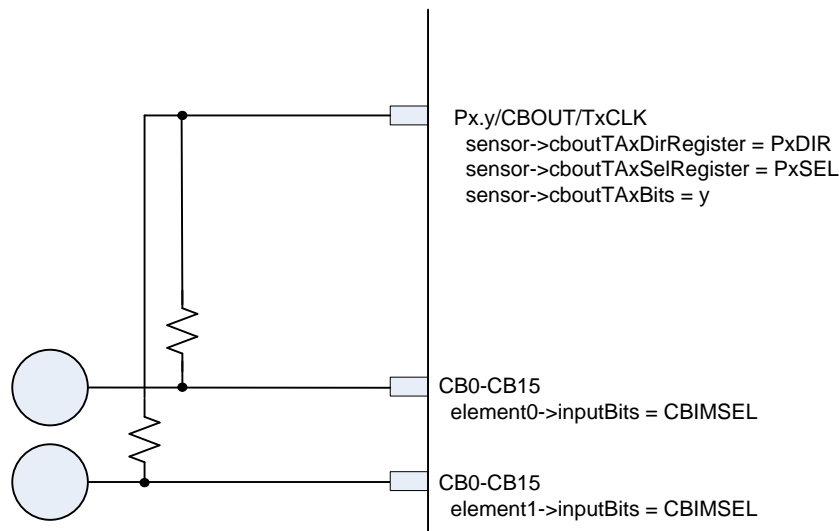 Px.y/CBOUT/TxCLK
sensor->cboutTAxDirRegister = PxDIR
sensor->cboutTAxSelRegister = PxSEL
sensor->cboutTAxBits = y
CB0-CB15
element0->inputBits = CBIMSEL
CB0-CB15
element1->inputBits = CBIMSEL